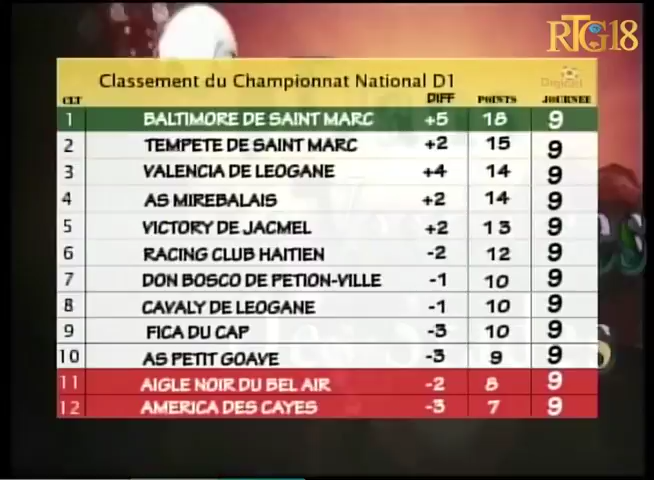 RTG18
Classement du Championnat National D1
Digicel
CLT DIFF POINTS JOURNEE
1 BALTIMORE DE SAINT MARC +5 18 9
2 TEMPETE DE SAINT MARC +2 15 9
3 VALENCIA DE LEOGANE +4 14 9
4 AS MIREBALAIS +2 14 9
5 VICTORY DE JACMEL +2 13 9
6 RACING CLUB HAITIEN -2 12 9
7 DON BOSCO DE PETION-VILLE -1 10 9
8 CAVALY DE LEOGANE -1 10 9
9 FICA DU CAP -3 10 9
10 AS PETIT GOAVE -3 9 9
11 AIGLE NOIR DU BEL AIR -2 8 9
12 AMERICA DES CAYES -3 7 9